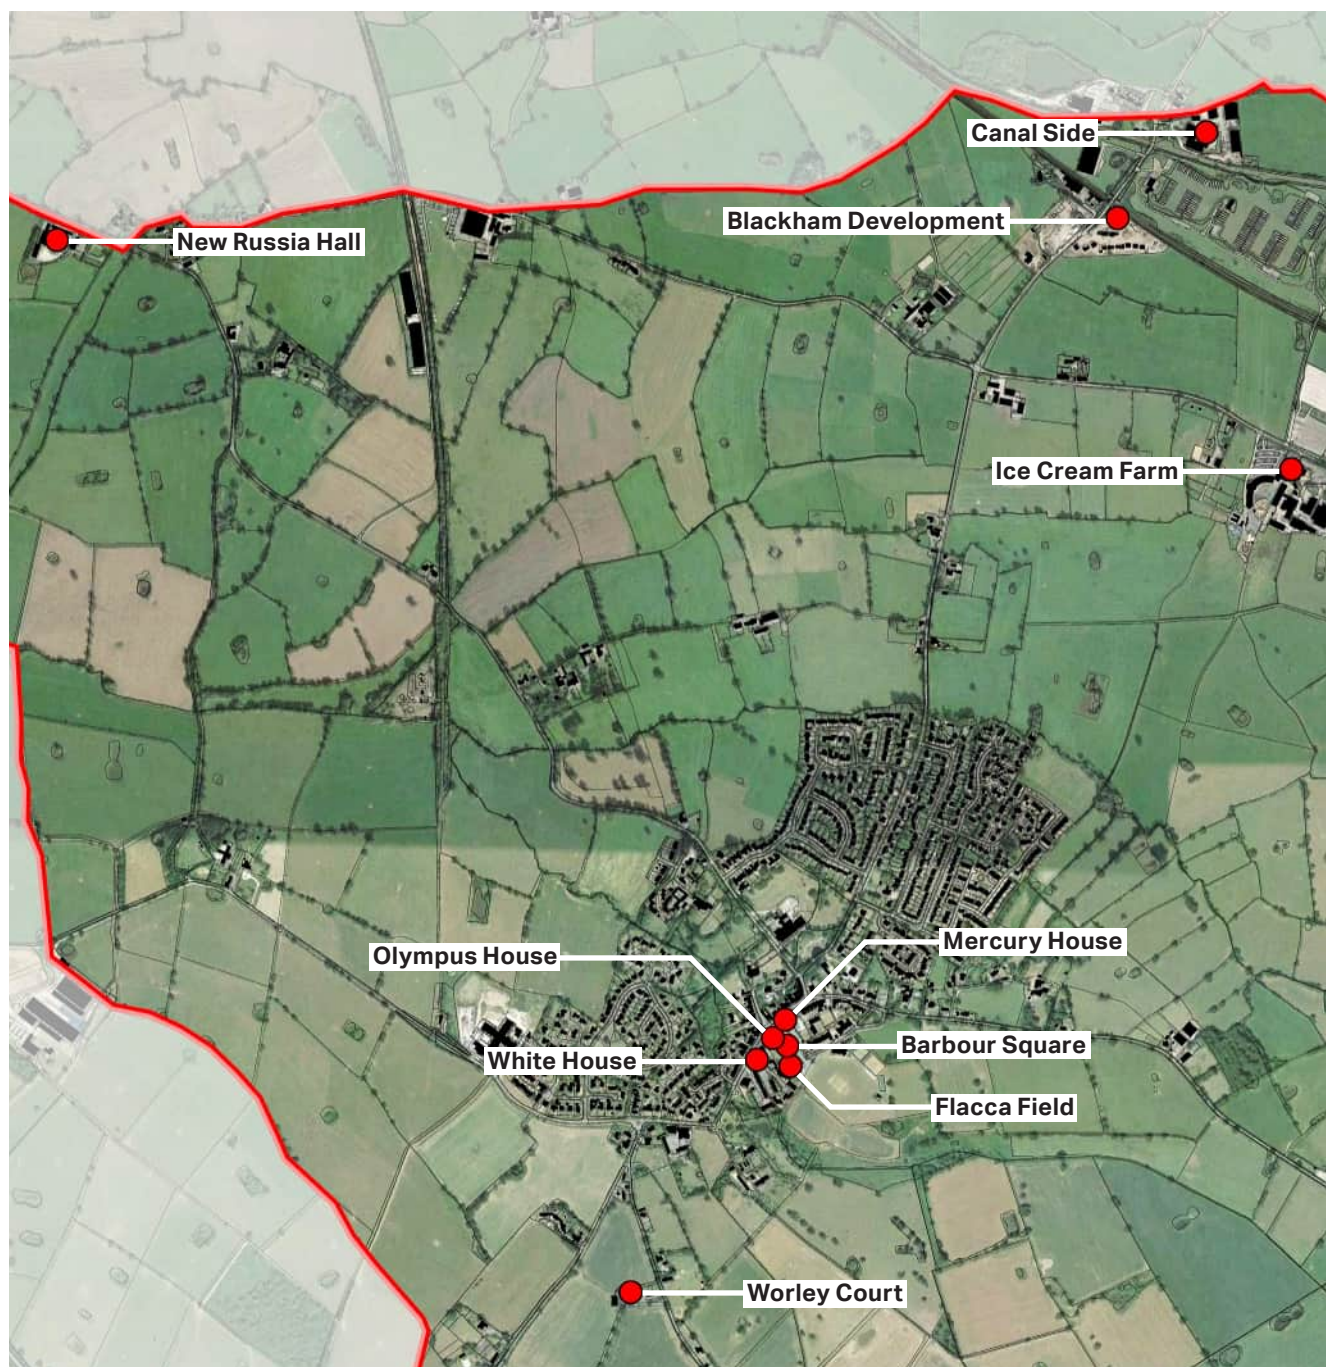 Canal Side
Blackham Development
New Russia Hall
Ice Cream Farm
Mercury House
Olympus House
Barbour Square
White House
Flacca Field
Worley Court